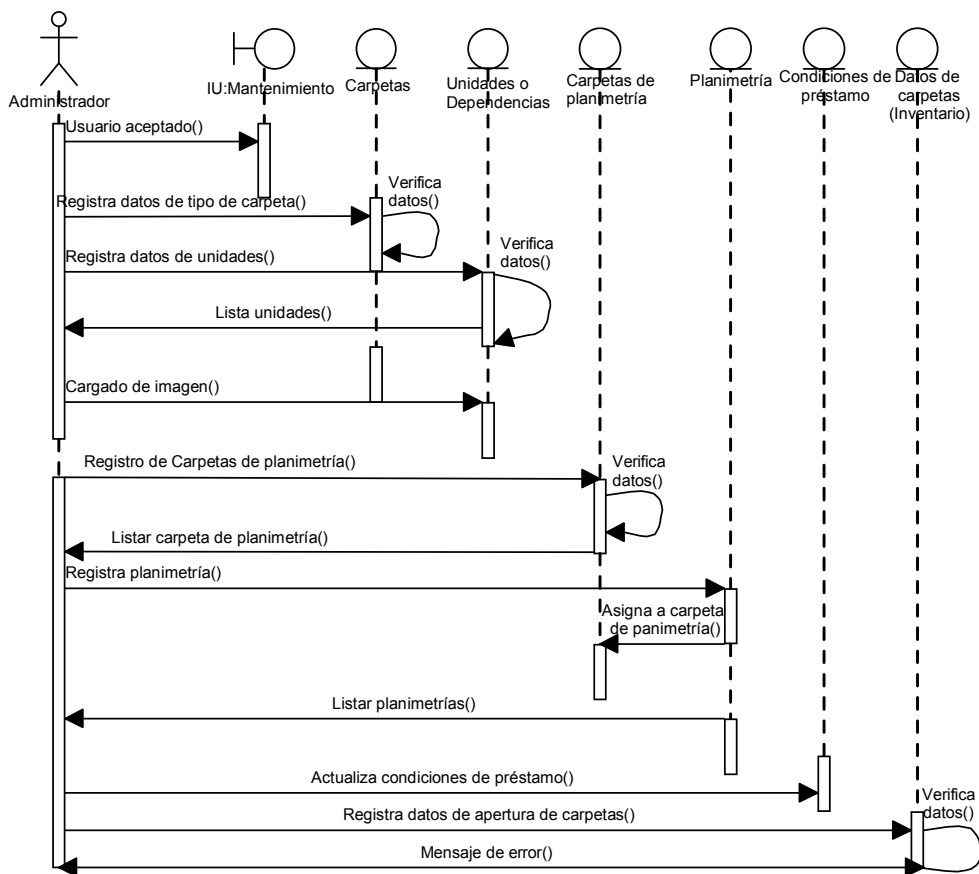 Administrador
IU:Mantenimiento
Carpetas
Unidades o
Dependencias
Carpetas de
planimetría
Planimetría
Condiciones de
préstamo
Datos de
carpetas
(Inventario)
Usuario aceptado()
Verifica
datos()
Registra datos de tipo de carpeta()
Verifica
datos()
Registra datos de unidades()
Lista unidades()
Cargado de imagen()
Registro de Carpetas de planimetría()
Verifica
datos()
Listar carpeta de planimetría()
Registra planimetría()
Asigna a carpeta
de panimetría()
Listar planimetrías()
Actualiza condiciones de préstamo()
Verifica
datos()
Registra datos de apertura de carpetas()
Mensaje de error()